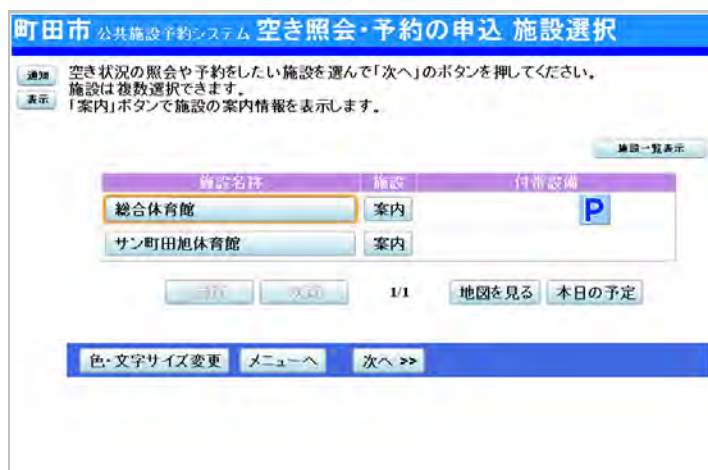 町田市 公共施設予約システム 空き照会・予約の申込 施設選択
通知
表示
空き状況の照会や予約をしたい施設を選んで「次へ」のボタンを押してください。
施設は複数選択できます。
「案内」ボタンで施設の案内情報を表示します。
施設一覧表示
施設名称 施設 付帯設備
総合体育館 案内 P
サン町田旭体育館 案内
1/1 地図を見る 本日の予定
色・文字サイズ変更 メニューへ 次へ >>